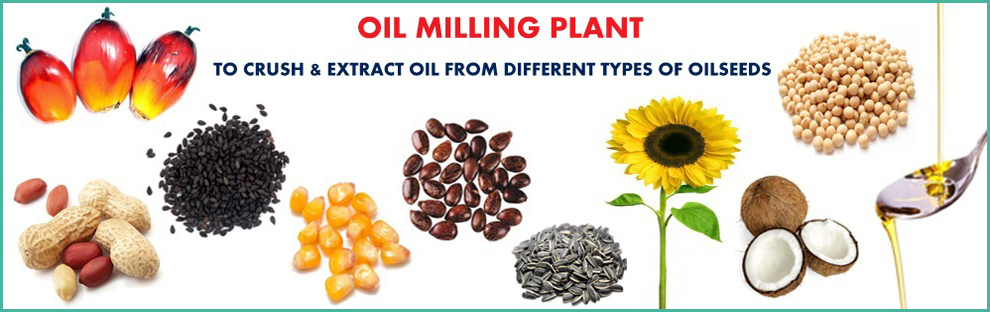 OIL MILLING PLANT
TO CRUSH & EXTRACT OIL FROM DIFFERENT TYPES OF OILSEEDS